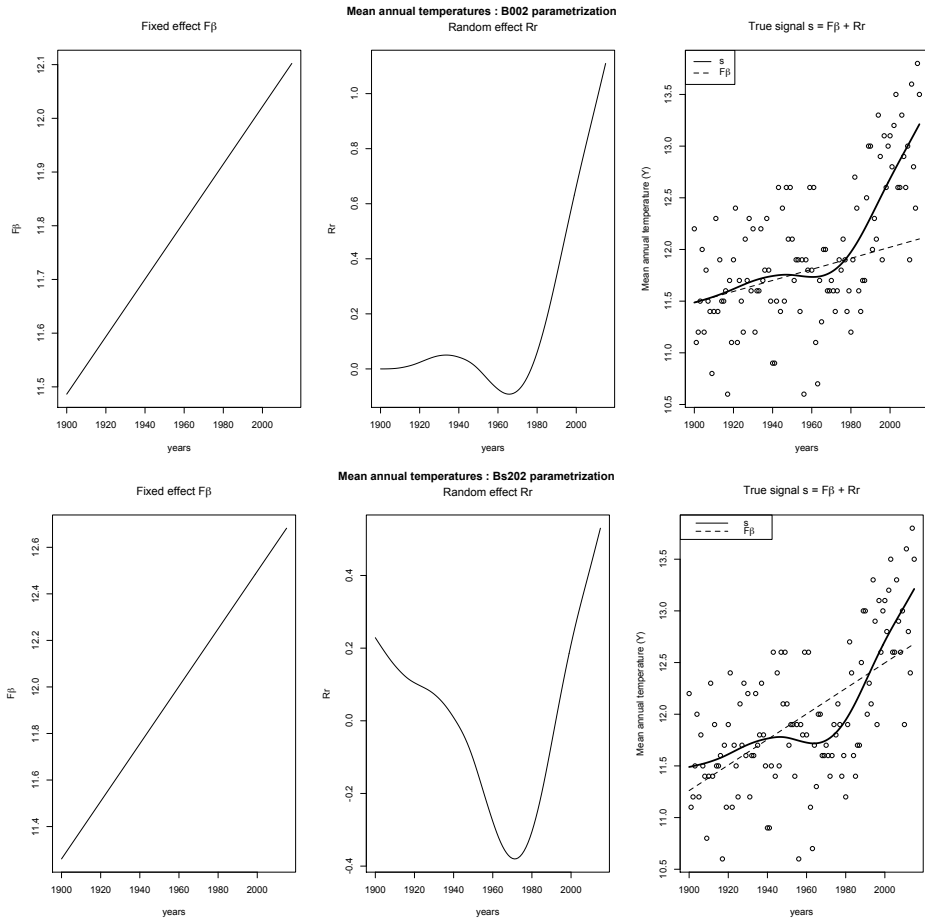 Mean annual temperatures : B002 parametrization
Fixed effect Fβ
Random effect Rr
True signal s = Fβ + Rr
Fβ
12.1
12.0
11.9
11.8
11.7
11.6
11.5
1900 1920 1940 1960 1980 2000
years
Rr
1.0
0.8
0.6
0.4
0.2
0.0
1900 1920 1940 1960 1980 2000
years
s
Fβ
Mean annual temperature (Y)
13.5
13.0
12.5
12.0
11.5
11.0
10.5
1900 1920 1940 1960 1980 2000
years
Mean annual temperatures : Bs202 parametrization
Fixed effect Fβ
Random effect Rr
True signal s = Fβ + Rr
Fβ
12.6
12.4
12.2
12.0
11.8
11.6
11.4
1900 1920 1940 1960 1980 2000
years
Rr
0.4
0.2
0.0
-0.2
-0.4
1900 1920 1940 1960 1980 2000
years
s
Fβ
Mean annual temperature (Y)
13.5
13.0
12.5
12.0
11.5
11.0
10.5
1900 1920 1940 1960 1980 2000
years